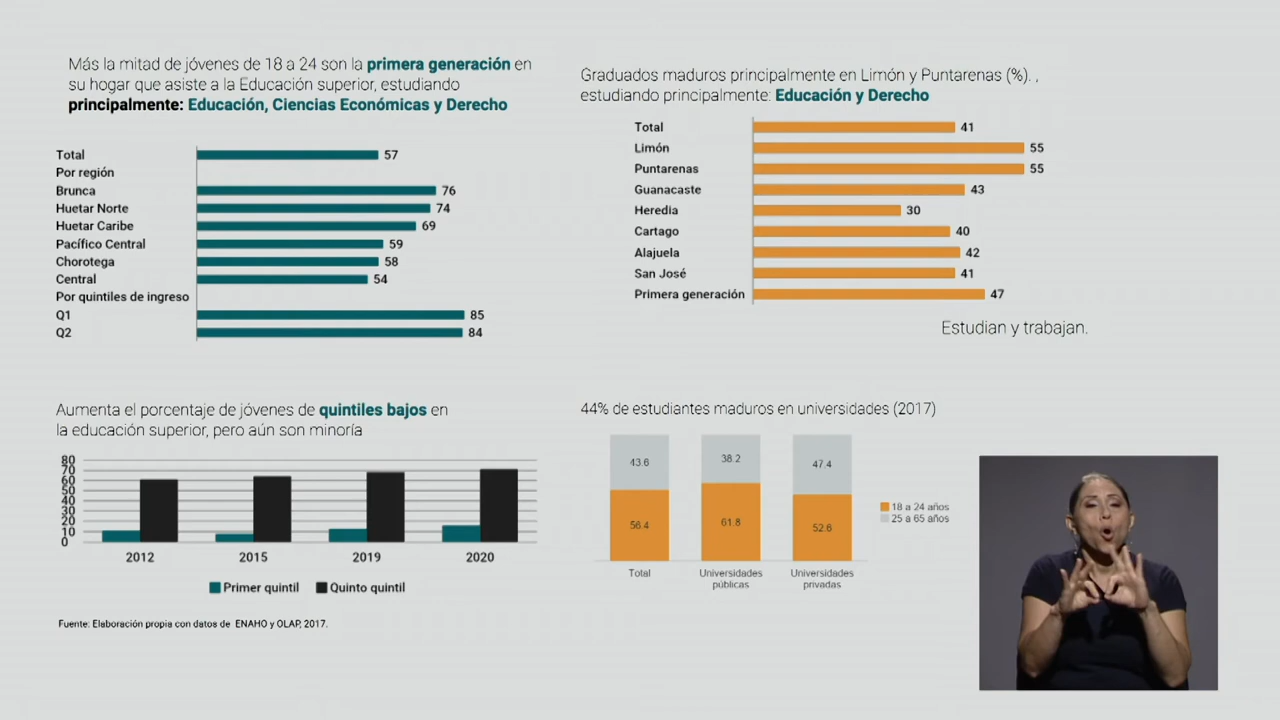 Más la mitad de jóvenes de 18 a 24 son la primera generación en
su hogar que asiste a la Educación superior, estudiando
principalmente: Educación, Ciencias Económicas y Derecho
Total 57
Por región
Brunca 76
Huetar Norte 74
Huetar Caribe 69
Pacífico Central 59
Chorotega 58
Central 54
Por quintiles de ingreso
Q1 85
Q2 84
Graduados maduros principalmente en Limón y Puntarenas (%). ,
estudiando principalmente: Educación y Derecho
Total 41
Limón 55
Puntarenas 55
Guanacaste 43
Heredia 30
Cartago 40
Alajuela 42
San José 41
Primera generación 47
Estudian y trabajan.
Aumenta el porcentaje de jóvenes de quintiles bajos en
la educación superior, pero aún son minoría
80
70
60
50
40
30
20
10
0
2012 2015 2019 2020
Primer quintil Quinto quintil
Fuente: Elaboración propia con datos de ENAHO y OLAP, 2017.
44% de estudiantes maduros en universidades (2017)
43.6 38.2 47.4
56.4 61.8 52.6
18 a 24 años
25 a 65 años
Total Universidades Universidades
públicas privadas